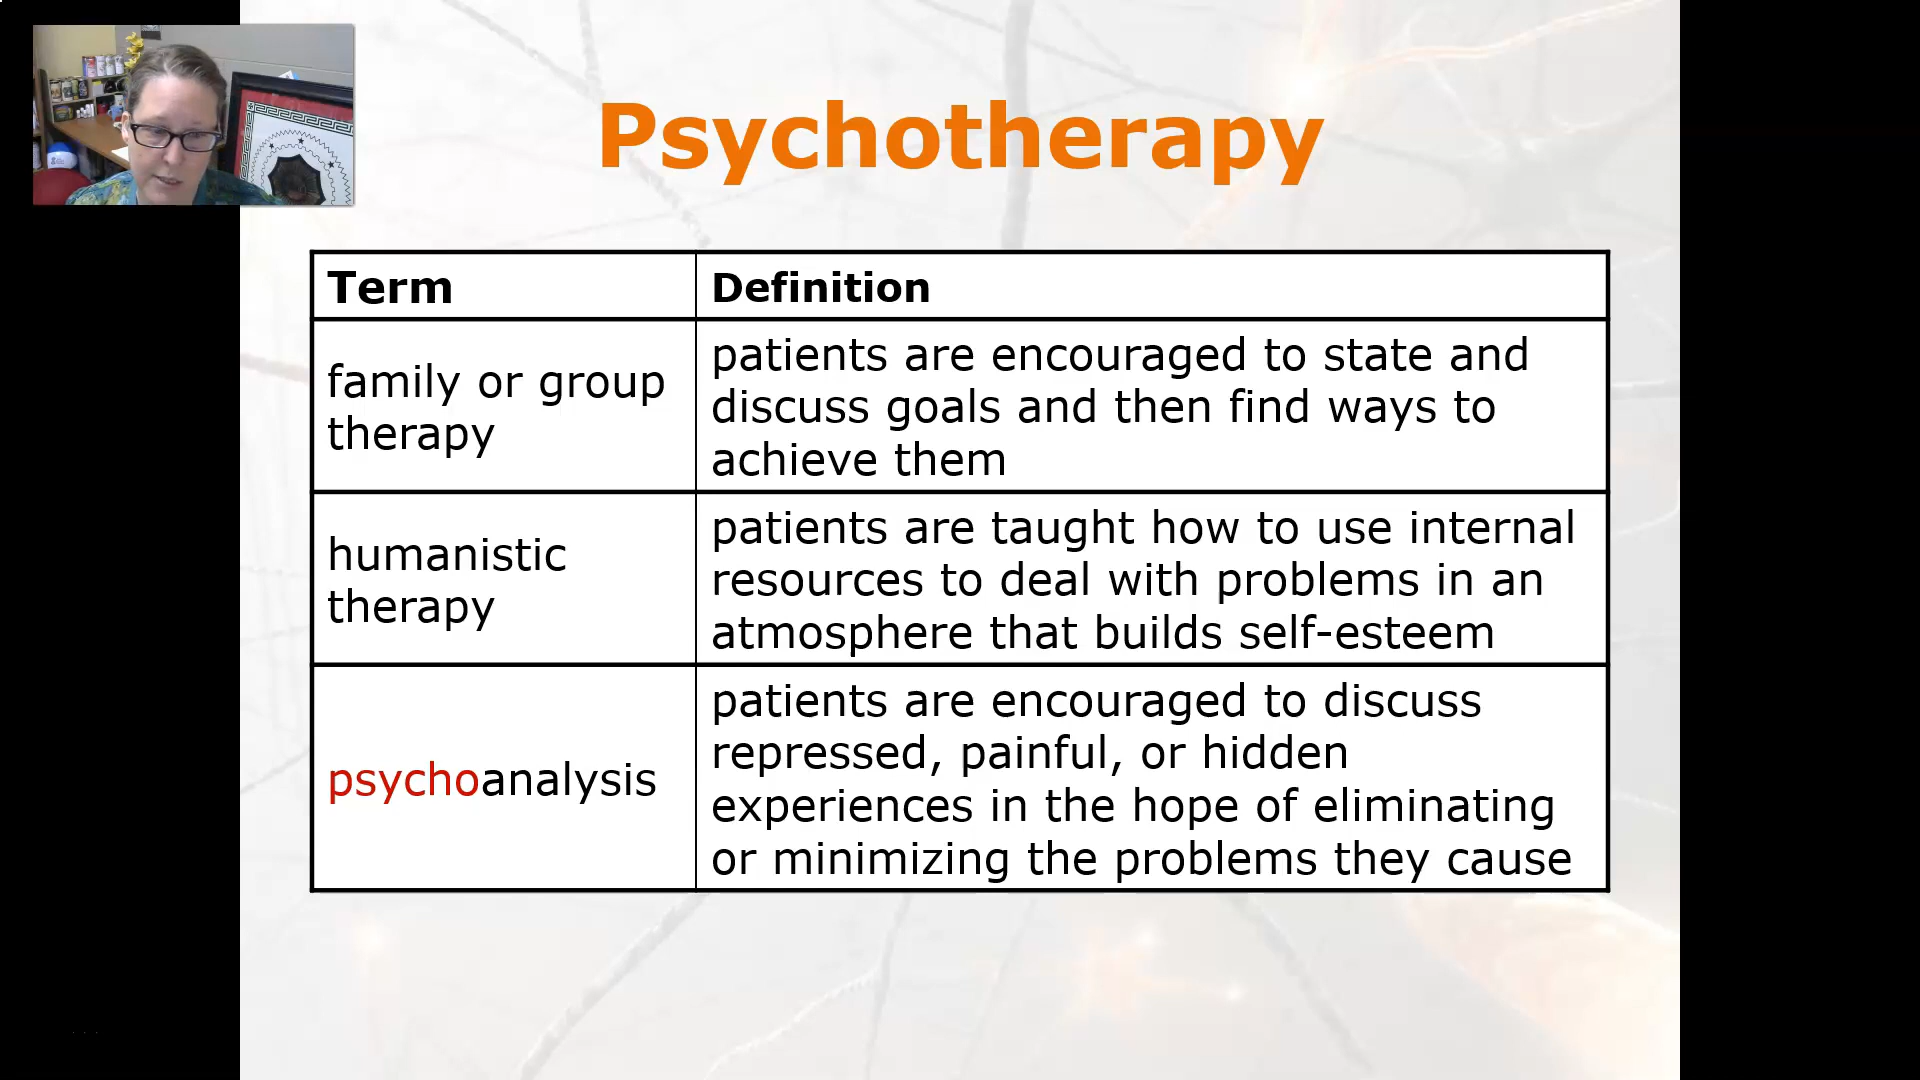 Psychotherapy
Term
Definition
family or group
therapy
patients are encouraged to state and
discuss goals and then find ways to
achieve them
humanistic
therapy
patients are taught how to use internal
resources to deal with problems in an
atmosphere that builds self-esteem
psychoanalysis
patients are encouraged to discuss
repressed, painful, or hidden
experiences in the hope of eliminating
or minimizing the problems they cause